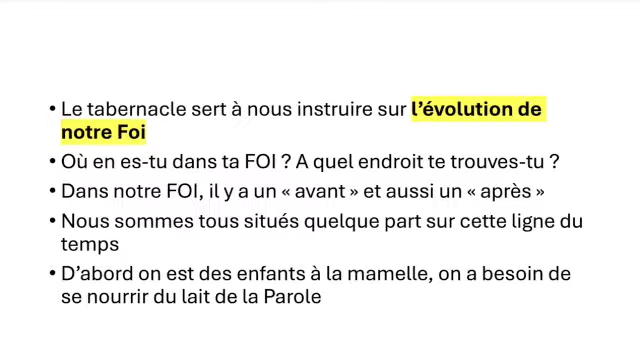 • Le tabernacle sert à nous instruire sur l’évolution de
notre Foi
• Où en es-tu dans ta FOI ? A quel endroit te trouves-tu ?
• Dans notre FOI, il y a un « avant » et aussi un « après »
• Nous sommes tous situés quelque part sur cette ligne du
temps
• D’abord on est des enfants à la mamelle, on a besoin de
se nourrir du lait de la Parole